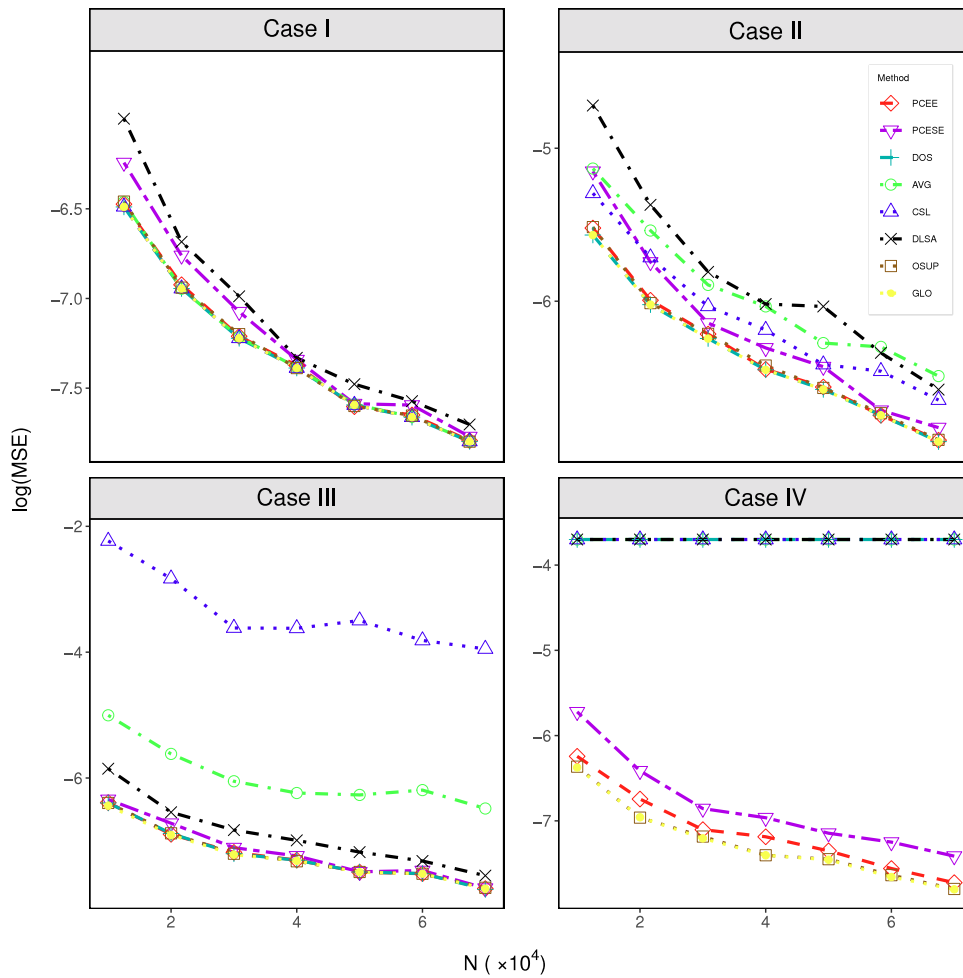 Case I
Case II
−6.5
−7.0
−7.5
−5
−6
Method
PCEE
PCESE
DOS
AVG
CSL
DLSA
OSUP
GLO
log(MSE)
Case III
Case IV
−2
−4
−6
−4
−5
−6
−7
2
4
6
2
4
6
N ( ×10⁴)